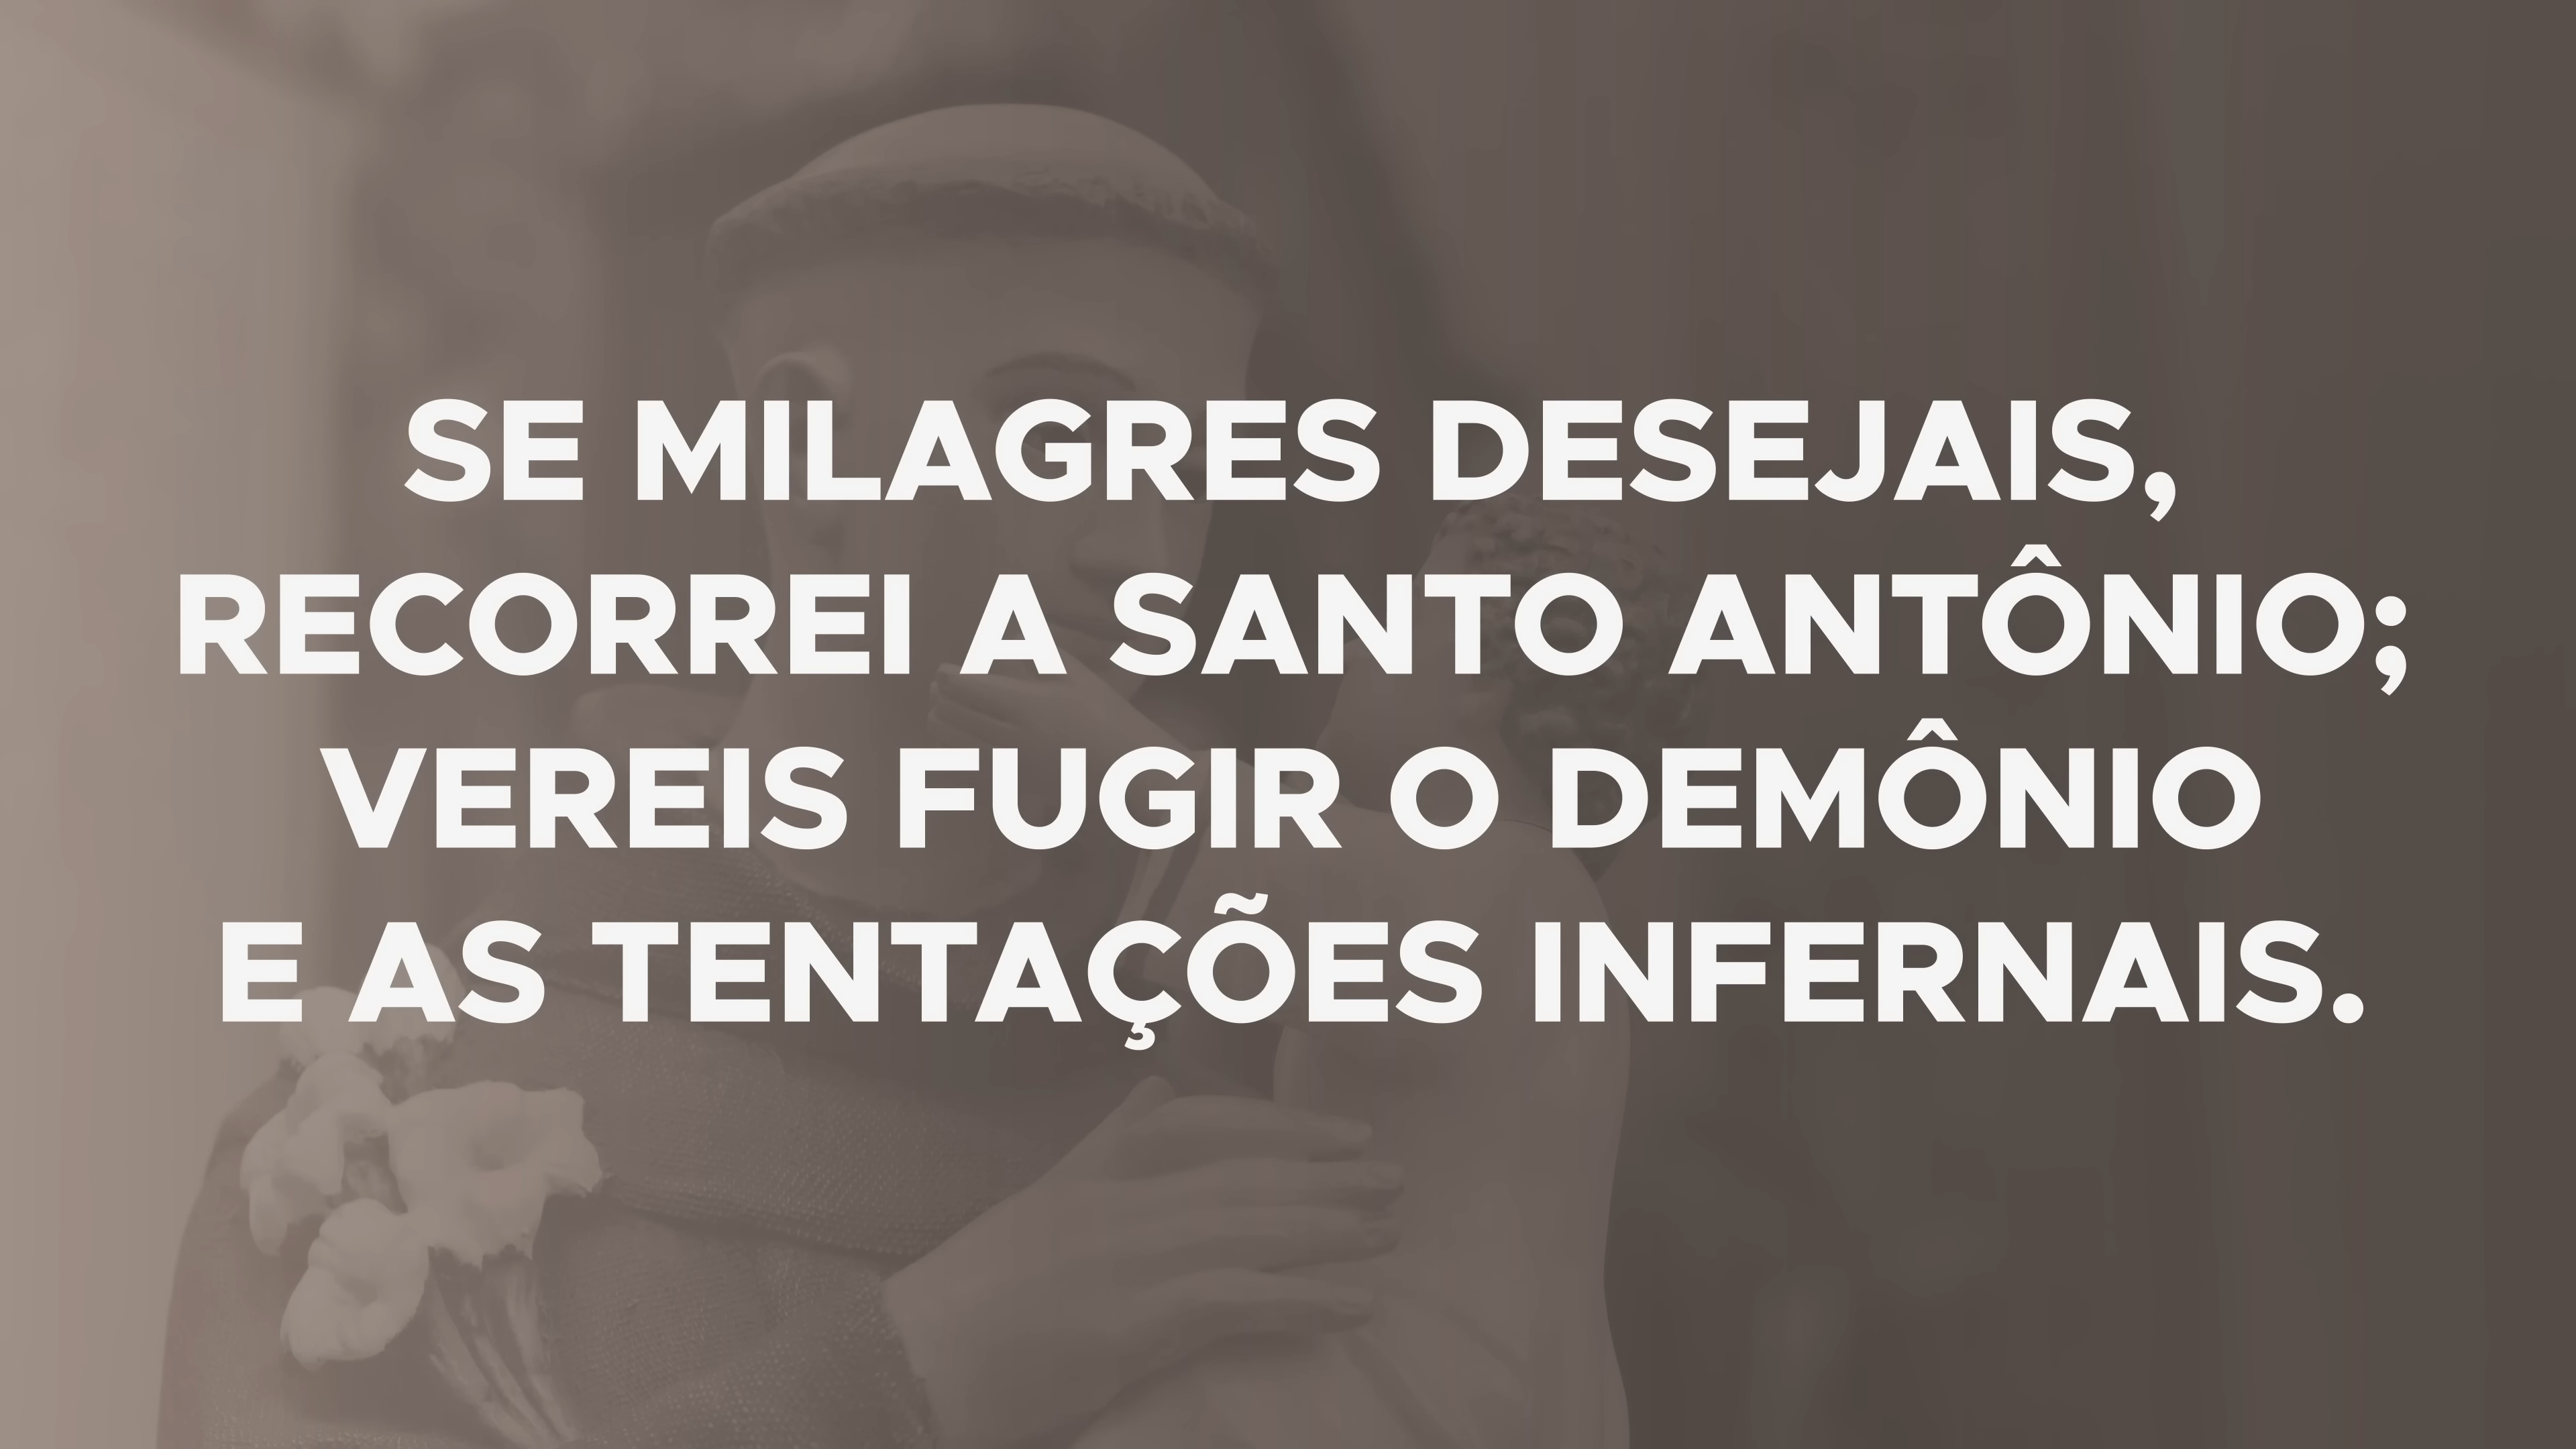 SE MILAGRES DESEJAIS,
RECORREI A SANTO ANTÔNIO;
VEREIS FUGIR O DEMÔNIO
E AS TENTAÇÕES INFERNAIS.